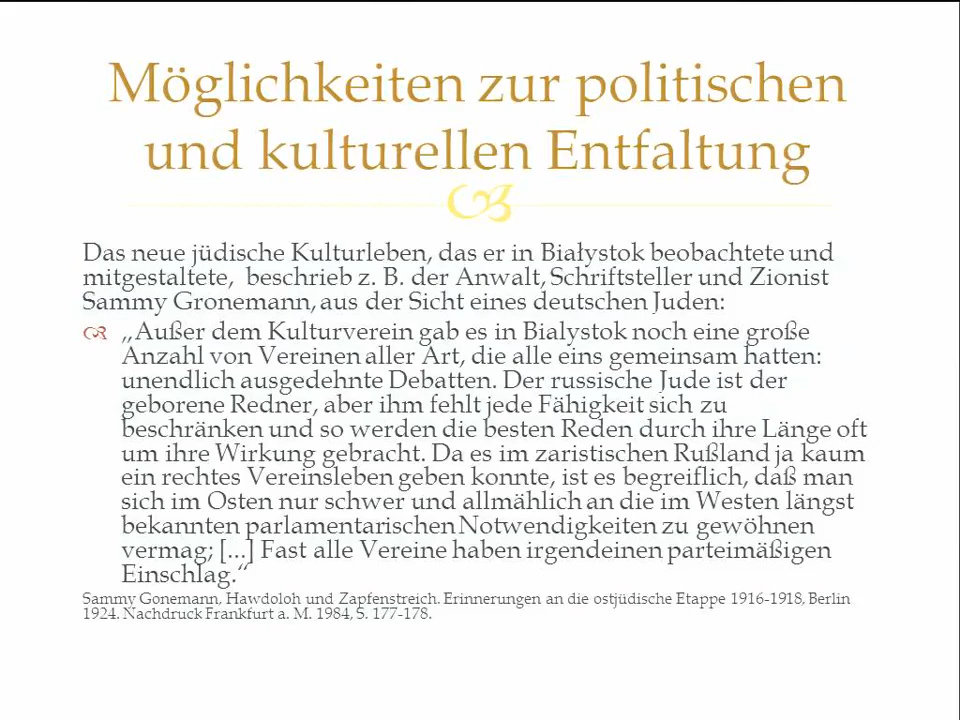 Möglichkeiten zur politischen
und kulturellen Entfaltung
Das neue jüdische Kulturleben, das er in Białystok beobachtete und
mitgestaltete, beschrieb z. B. der Anwalt, Schriftsteller und Zionist
Sammy Gronemann, aus der Sicht eines deutschen Juden:
„Außer dem Kulturverein gab es in Bialystok noch eine große
Anzahl von Vereinen aller Art, die alle eins gemeinsam hatten:
unendlich ausgedehnte Debatten. Der russische Jude ist der
geborene Redner, aber ihm fehlt jede Fähigkeit sich zu
beschränken und so werden die besten Reden durch ihre Länge oft
um ihre Wirkung gebracht. Da es im zaristischen Rußland ja kaum
ein rechtes Vereinsleben geben konnte, ist es begreiflich, daß man
sich im Osten nur schwer und allmählich an die im Westen längst
bekannten parlamentarischen Notwendigkeiten zu gewöhnen
vermag; [...] Fast alle Vereine haben irgendeinen parteimäßigen
Einschlag.“
Sammy Gonemann, Hawdoloh und Zapfenstreich. Erinnerungen an die ostjüdische Etappe 1916-1918, Berlin
1924. Nachdruck Frankfurt a. M. 1984, S. 177-178.